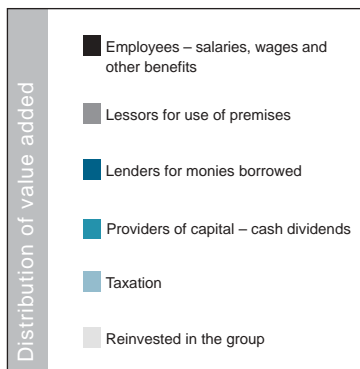 Distribution of value added
Employees – salaries, wages and
other benefits
Lessors for use of premises
Lenders for monies borrowed
Providers of capital – cash dividends
Taxation
Reinvested in the group